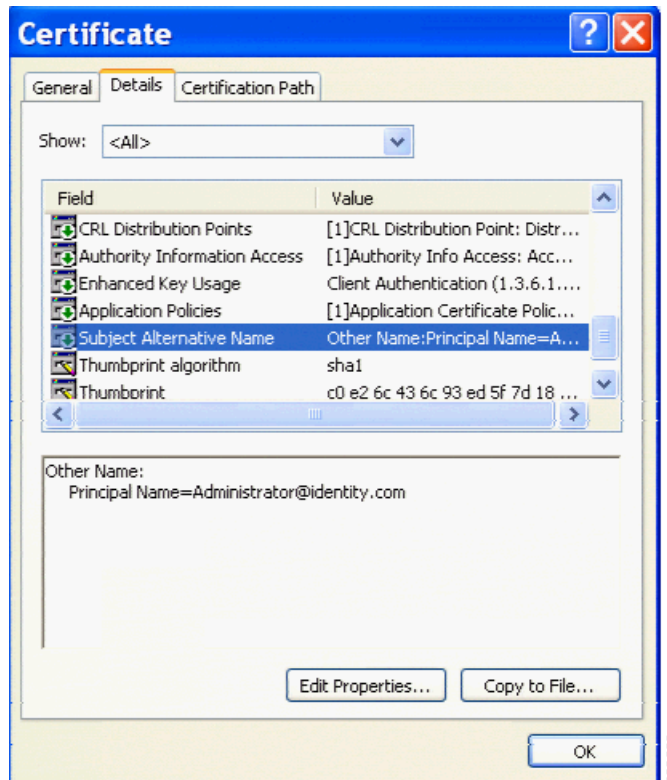 Certificate
General Details Certification Path
Show: <All>
Field Value
CRL Distribution Points [1]CRL Distribution Point: Distr...
Authority Information Access [1]Authority Info Access: Acc...
Enhanced Key Usage Client Authentication (1.3.6.1....
Application Policies [1]Application Certificate Polic...
Subject Alternative Name Other Name:Principal Name=A...
Thumbprint algorithm sha1
Thumbprint c0 e2 6c 43 6c 93 ed 5f 7d 18 ...
Other Name:
Principal Name=Administrator@identity.com
Edit Properties... Copy to File...
OK